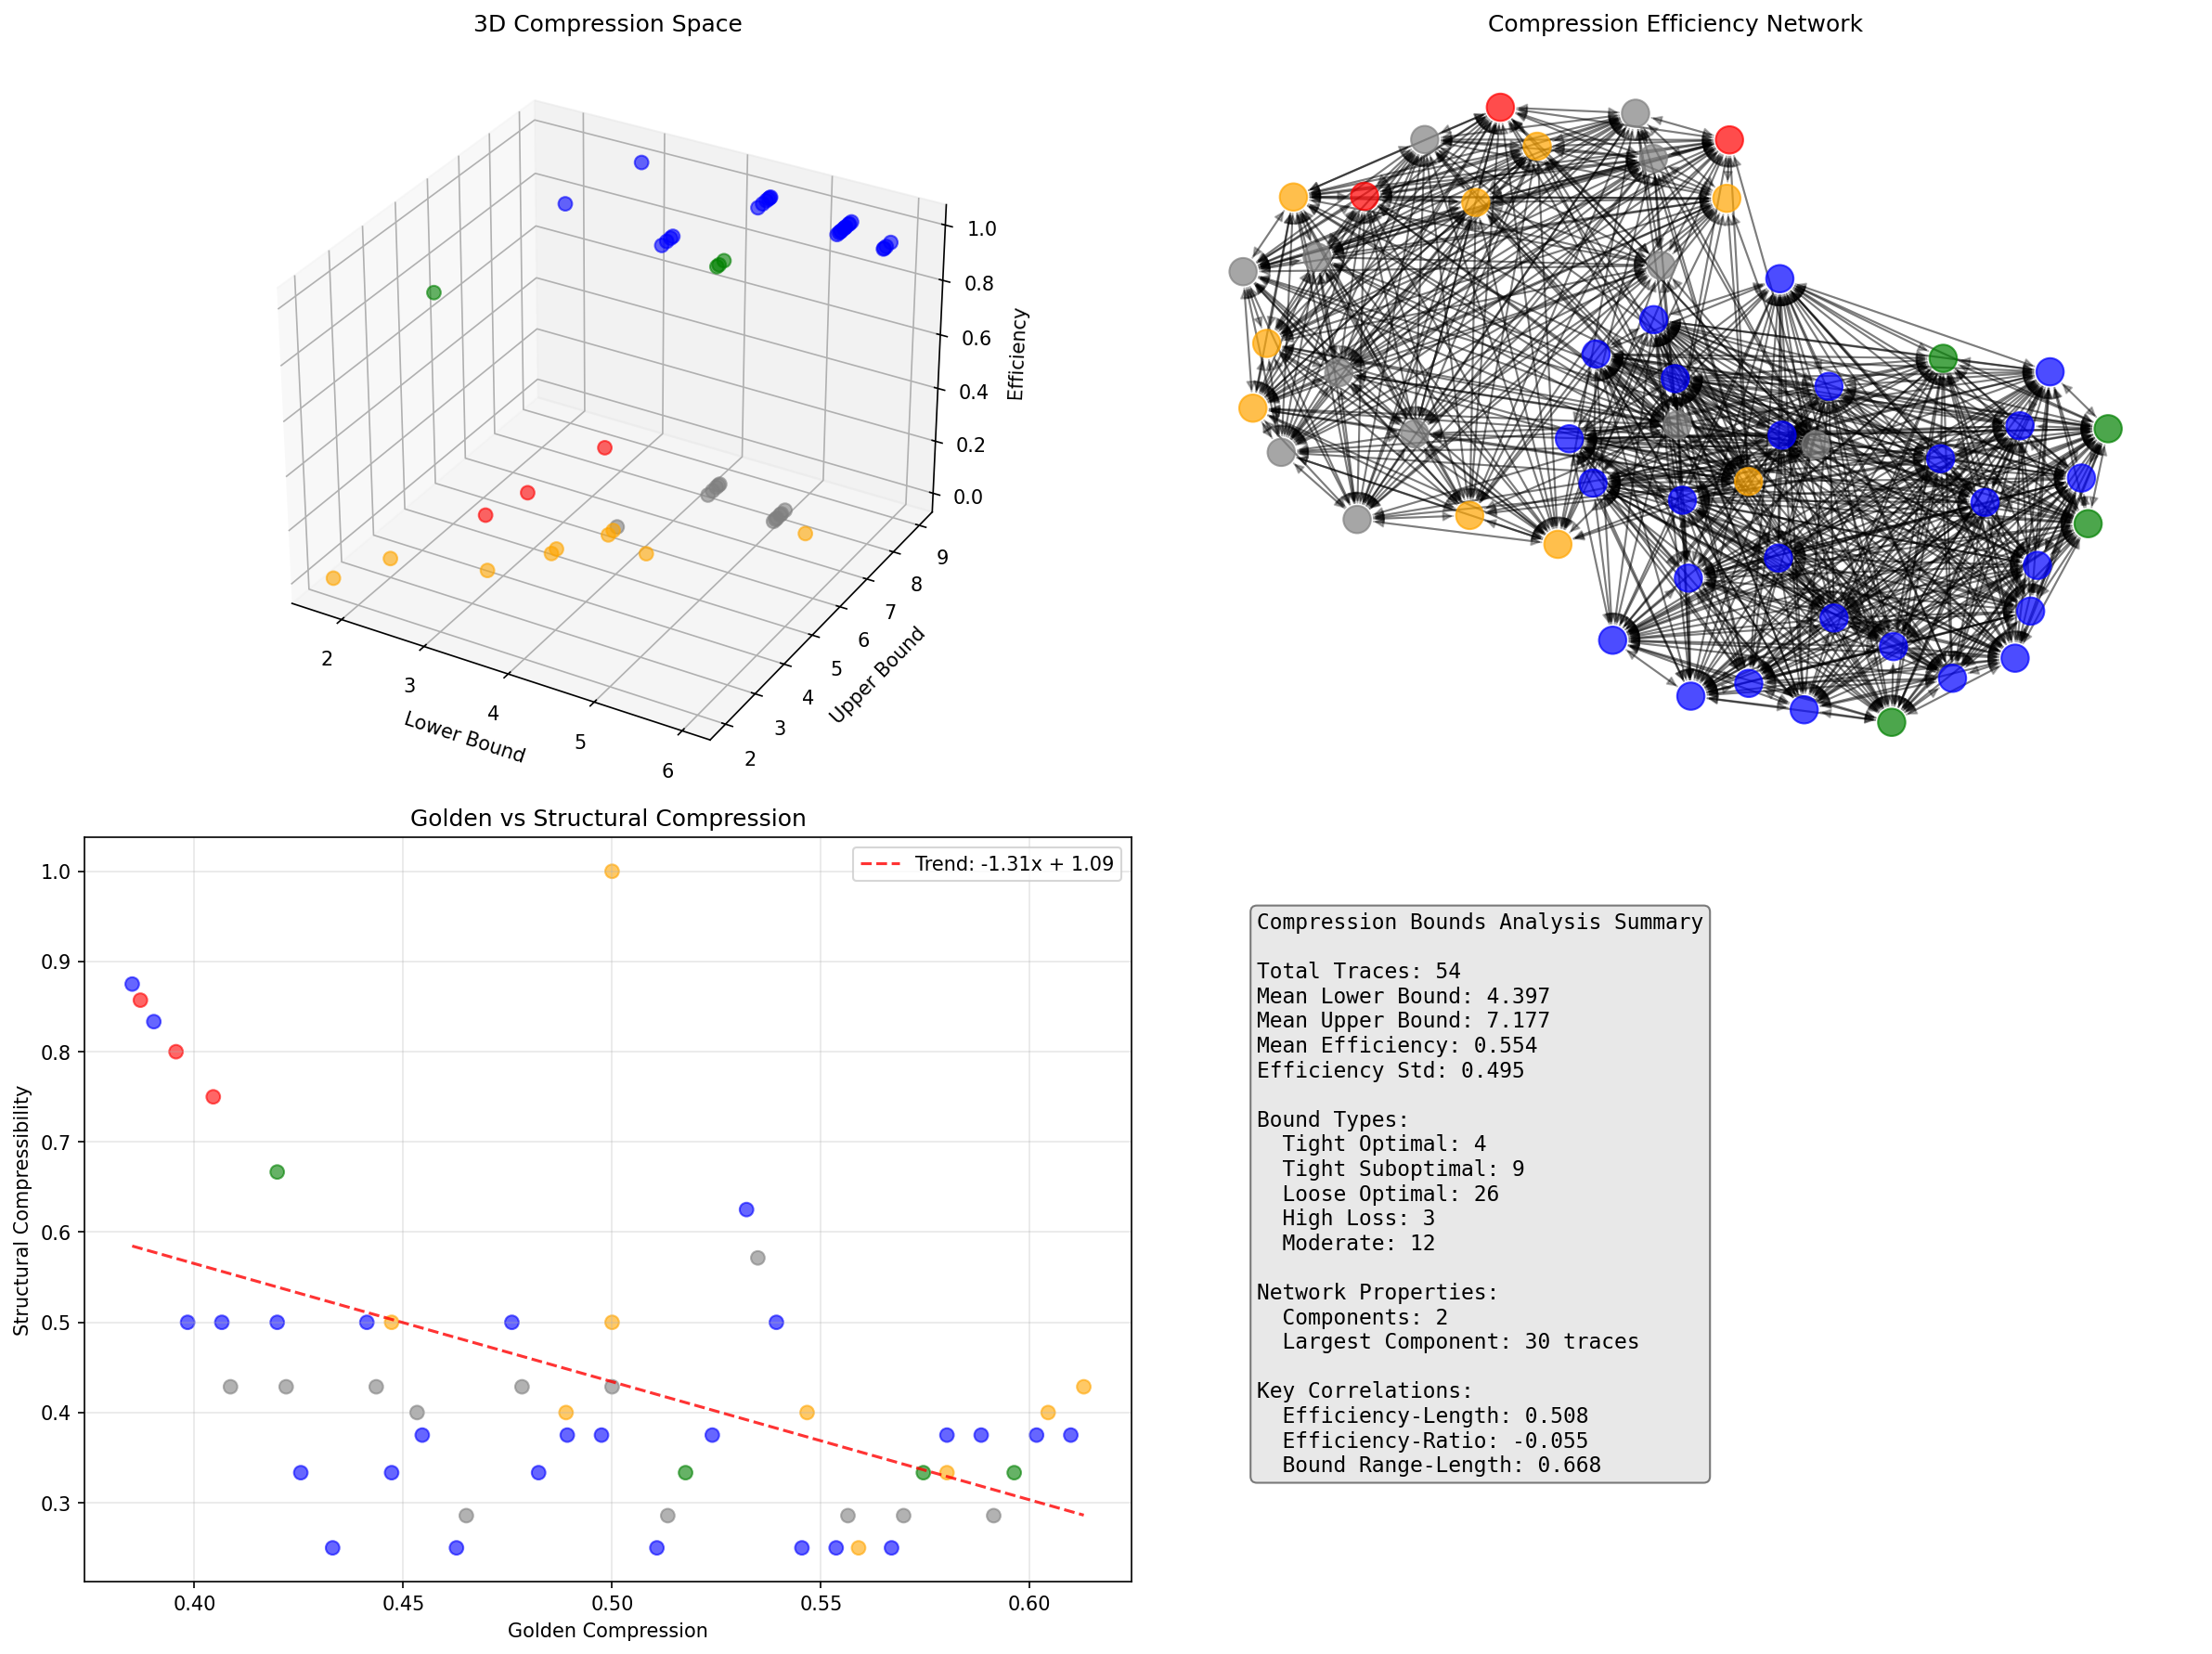 3D Compression Space
1.0
0.8
0.6
0.4
0.2
0.0
Efficiency
9
8
7
6
5
4
3
2
Upper Bound
2
3
4
5
6
Lower Bound
Compression Efficiency Network
Golden vs Structural Compression
Trend: -1.31x + 1.09
1.0
0.9
0.8
0.7
0.6
0.5
0.4
0.3
Structural Compressibility
0.40 0.45 0.50 0.55 0.60
Golden Compression
Compression Bounds Analysis Summary
Total Traces: 54
Mean Lower Bound: 4.397
Mean Upper Bound: 7.177
Mean Efficiency: 0.554
Efficiency Std: 0.495
Bound Types:
Tight Optimal: 4
Tight Suboptimal: 9
Loose Optimal: 26
High Loss: 3
Moderate: 12
Network Properties:
Components: 2
Largest Component: 30 traces
Key Correlations:
Efficiency-Length: 0.508
Efficiency-Ratio: -0.055
Bound Range-Length: 0.668